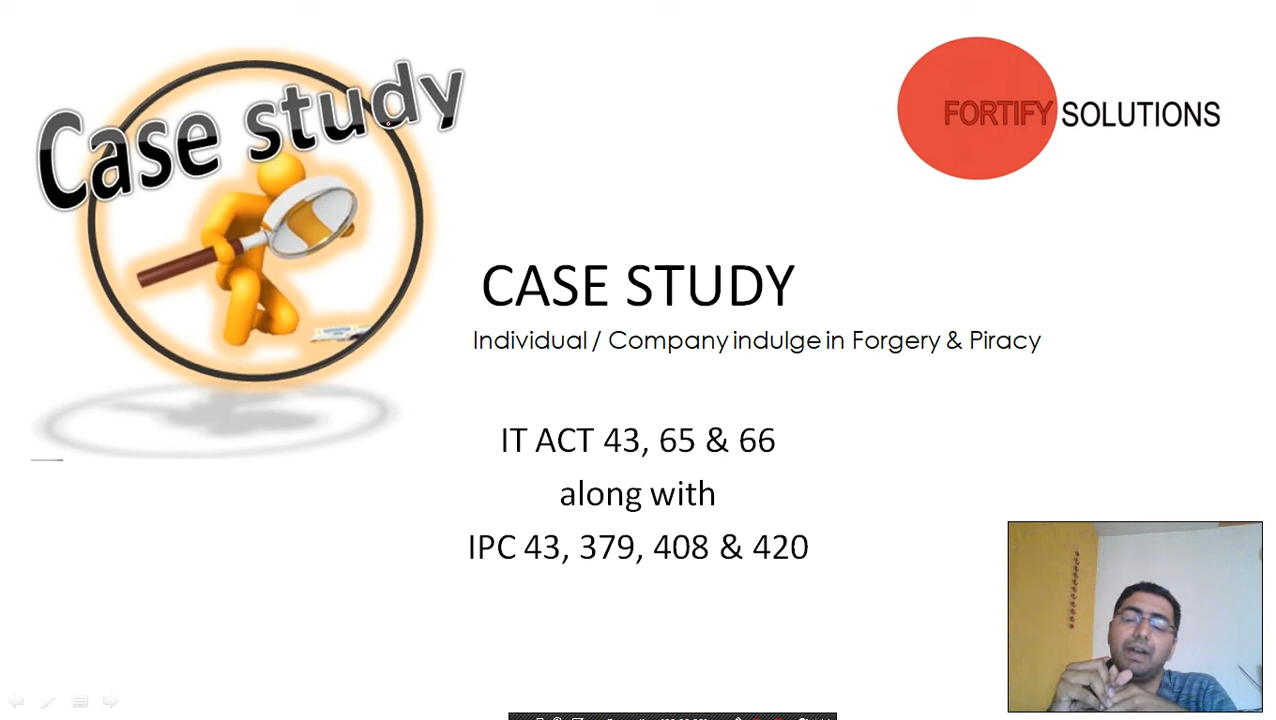 Case study
FORTIFY SOLUTIONS
CASE STUDY
Individual / Company indulge in Forgery & Piracy
IT ACT 43, 65 & 66
along with
IPC 43, 379, 408 & 420